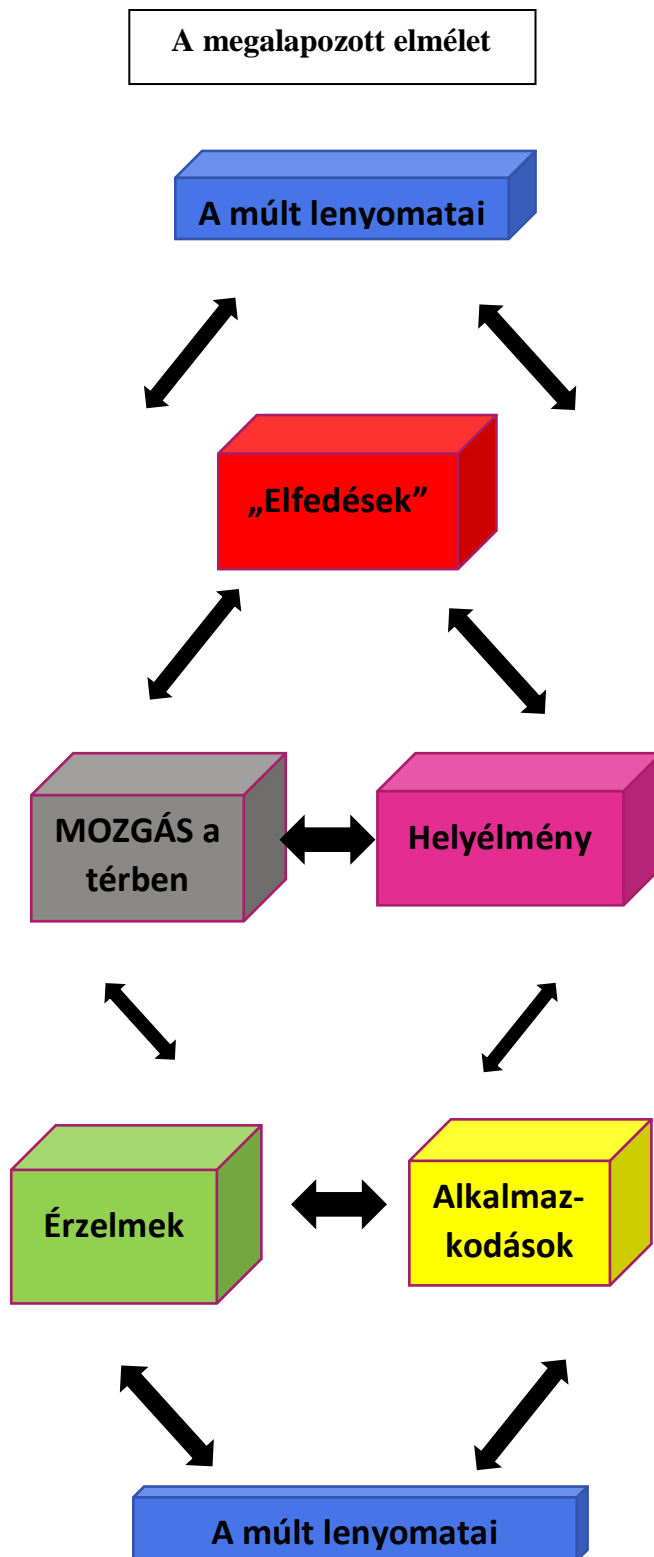 A megalapozott elmélet
A múlt lenyomatai
„Elfedések”
MOZGÁS a
térben
Helyélmény
Érzelmek
Alkalmaz-
kodások
A múlt lenyomatai